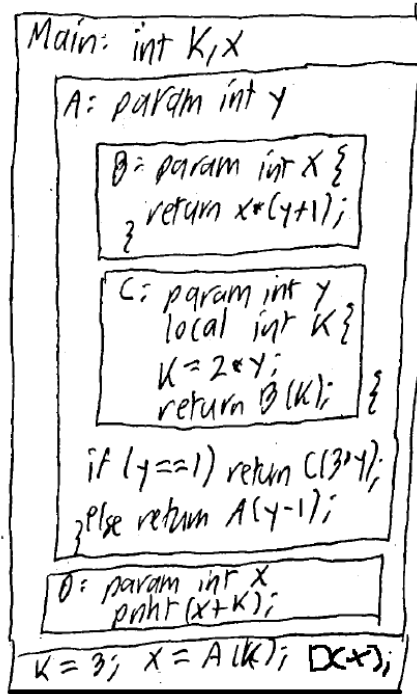 Main: int K, X
A: param int y
B: param int X {
return x*(y+1);
}
C: param int y
local int K {
K = 2*y;
return B(K); }
{
if (y==1) return C(3*y);
else return A(y-1);
}
D: param int X
print(x+K);
K = 3; X = A(K); D(X);